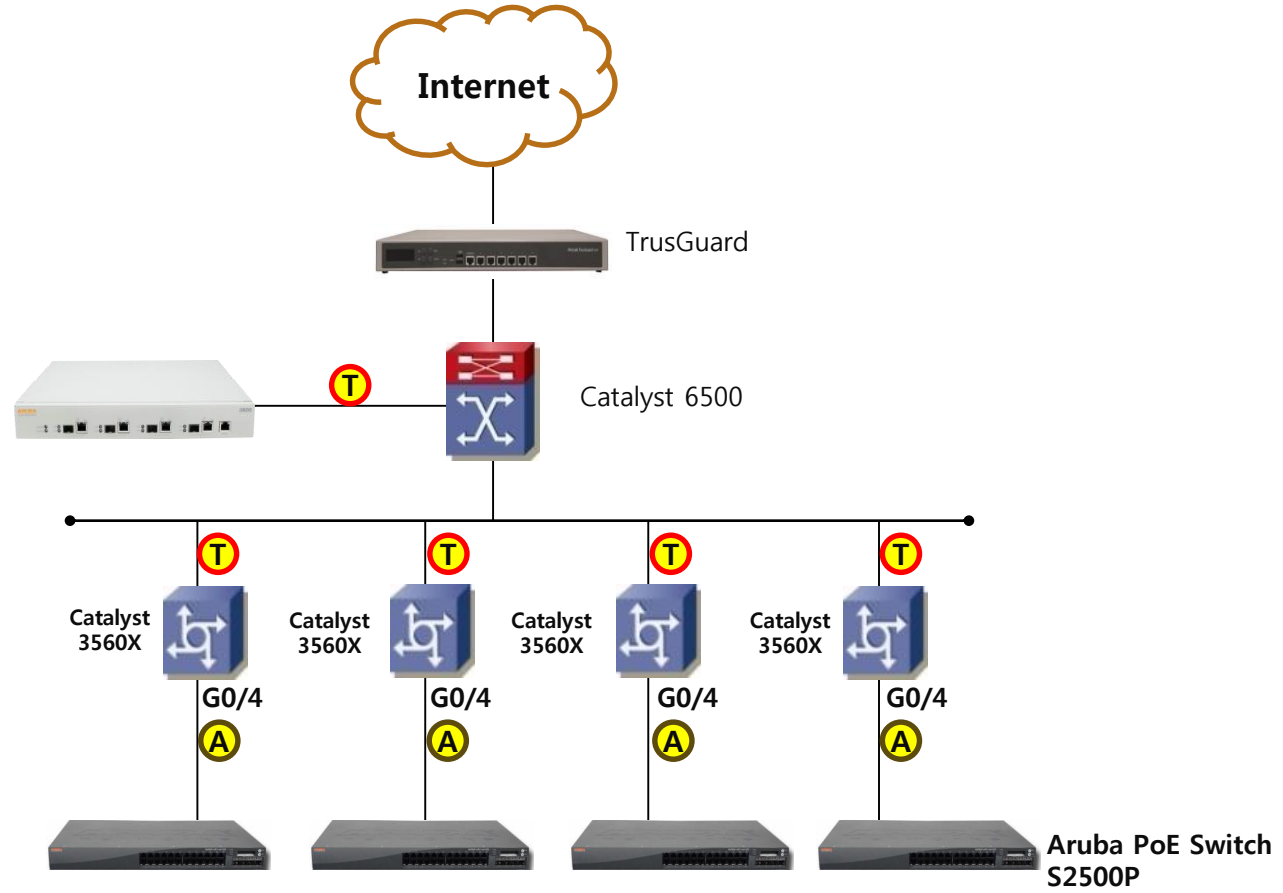 Internet
TrusGuard
T
Catalyst 6500
T
T
T
T
Catalyst
3560X
Catalyst
3560X
Catalyst
3560X
Catalyst
3560X
G0/4
G0/4
G0/4
G0/4
A
A
A
A
Aruba PoE Switch
S2500P